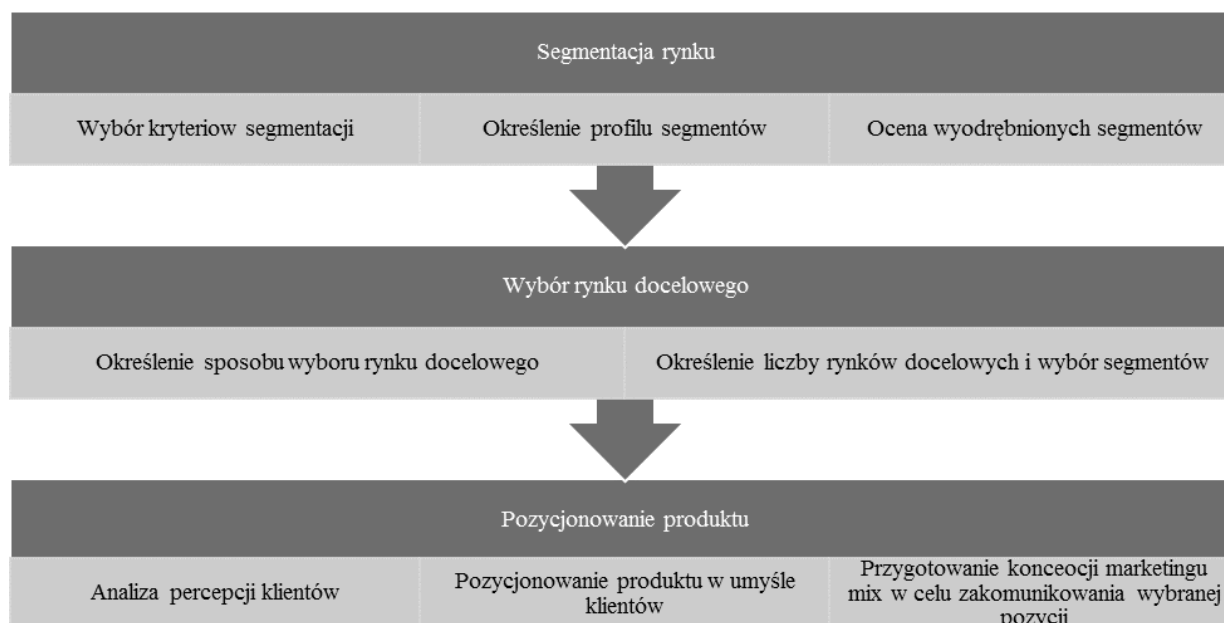 Segmentacja rynku
Wybór kryteriow segmentacji
Określenie profilu segmentów
Ocena wyodrębnionych segmentów
Wybór rynku docelowego
Określenie sposobu wyboru rynku docelowego
Określenie liczby rynków docelowych i wybór segmentów
Pozycjonowanie produktu
Analiza percepcji klientów
Pozycjonowanie produktu w umyśle
klientów
Przygotowanie konceocji marketingu
mix w celu zakomunikowania wybranej
pozycji